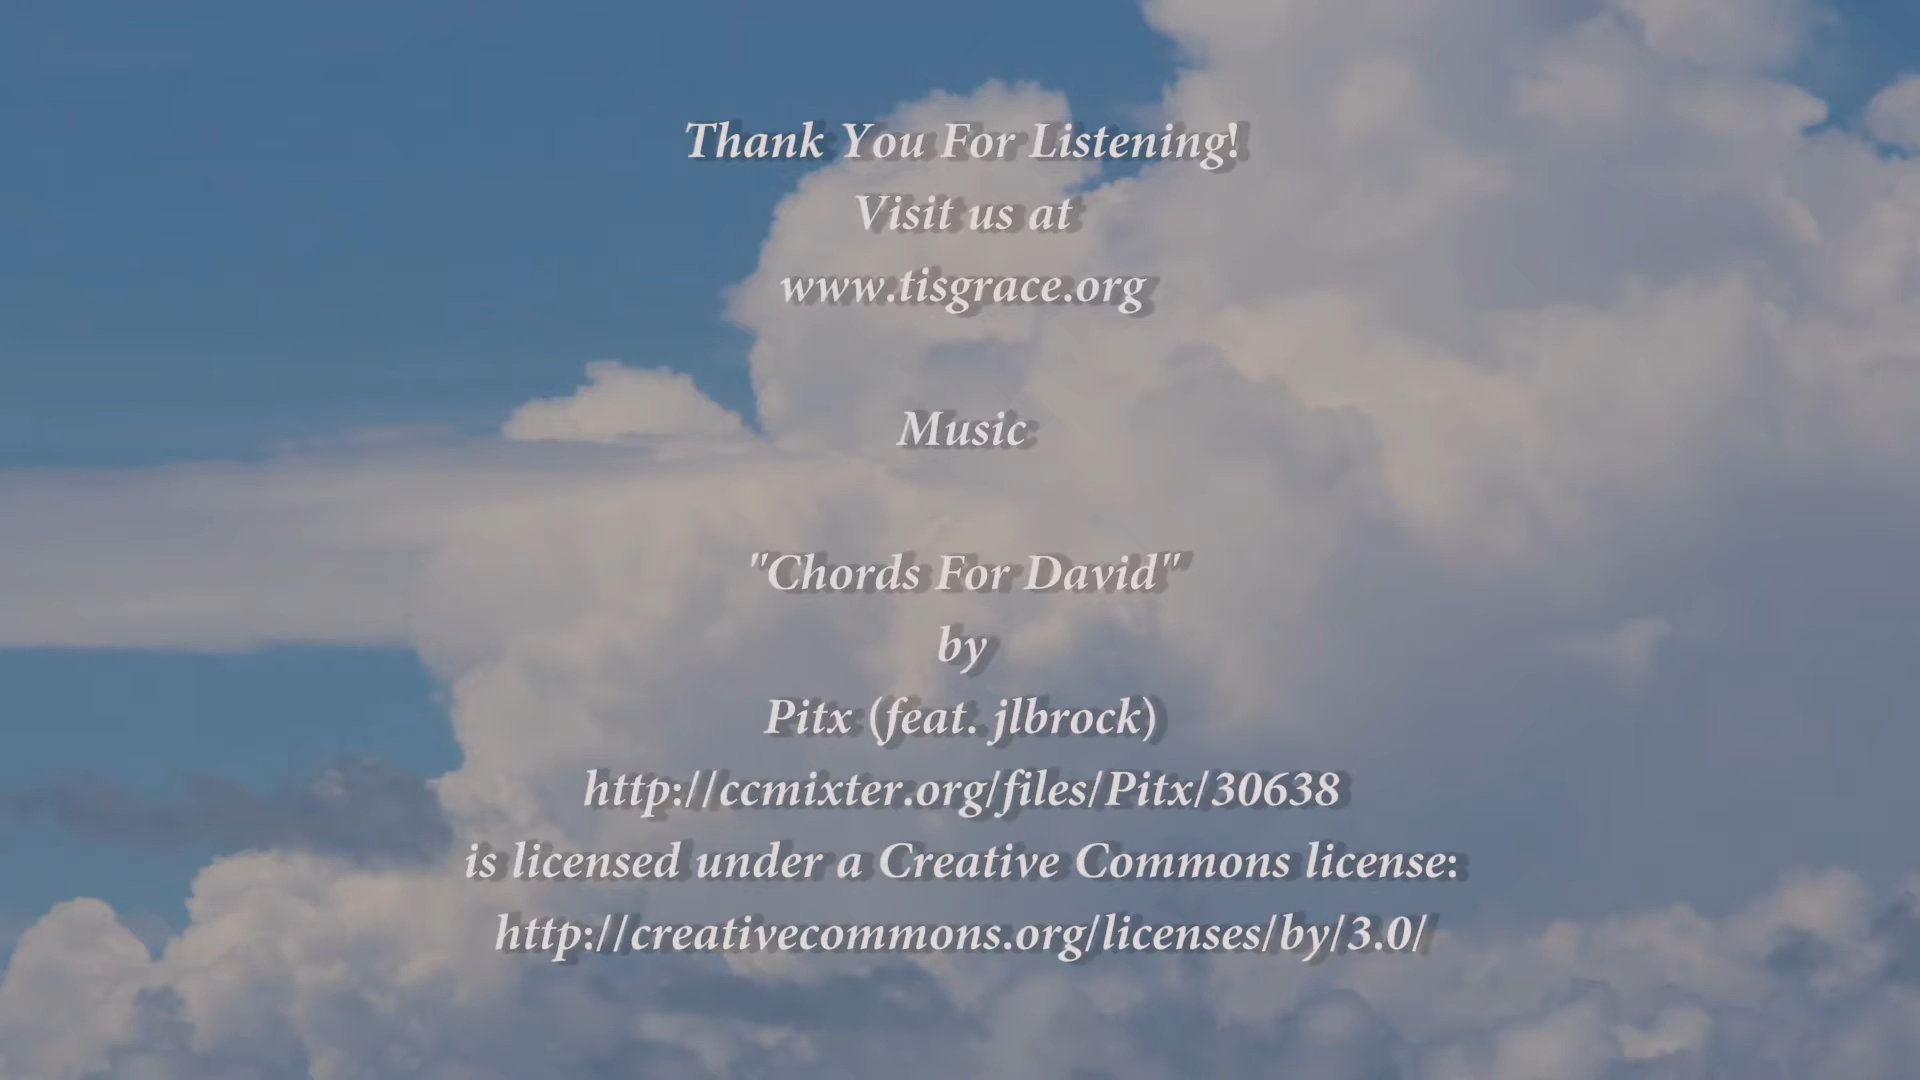 Thank You For Listening!
Visit us at
www.tisgrace.org
Music
"Chords For David"
by
Pitx (feat. jlbrock)
http://ccmixter.org/files/Pitx/30638
is licensed under a Creative Commons license:
http://creativecommons.org/licenses/by/3.0/